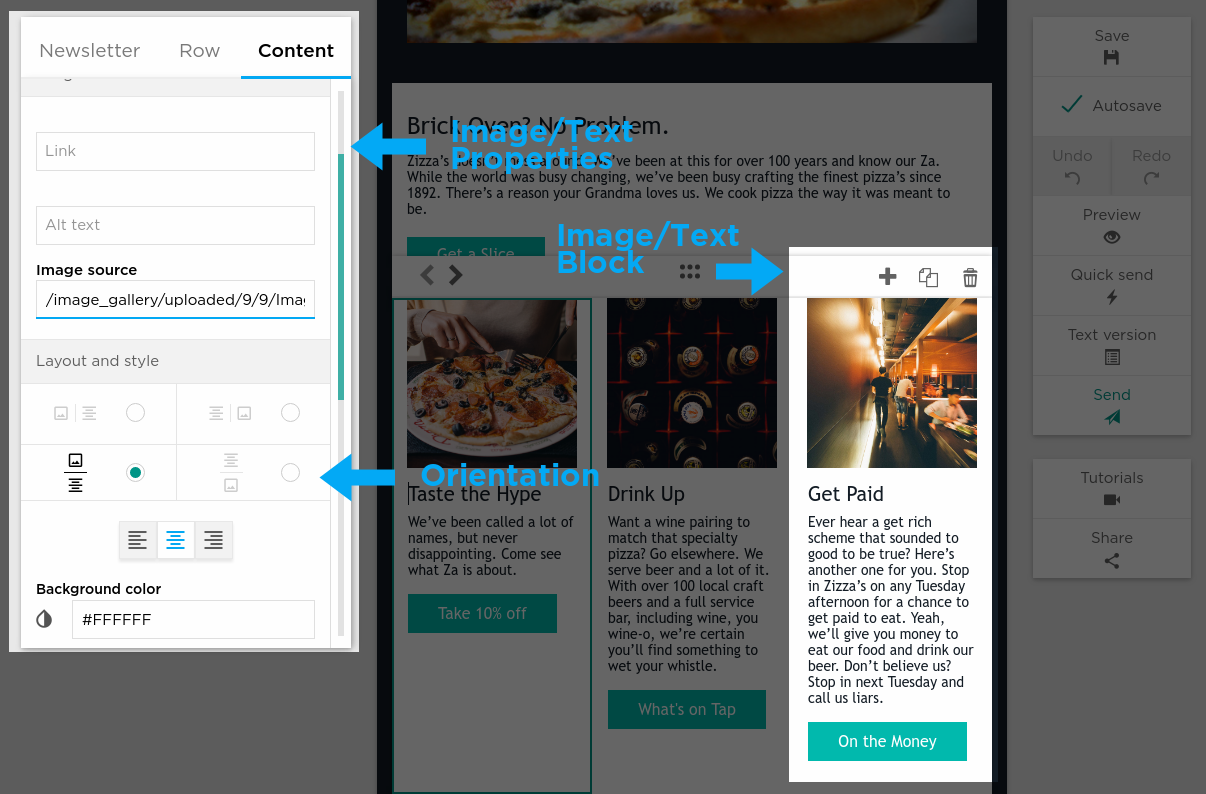 Newsletter
Row
Content
Link
Alt text
Image source
/image_gallery/uploaded/9/9/Ima
Layout and style
Background color
#FFFFFF
Image/Text
Properties
Brick Oven? No Problem.
Zizza’s doesn’t mess around. We’ve been at this for over 100 years and know our Za.
While the world was busy changing, we’ve been busy crafting the finest pizza’s since
1892. There’s a reason your Grandma loves us. We cook pizza the way it was meant to
be.
Get a Slice
Image/Text
Block
Orientation
Taste the Hype
We’ve been called a lot of
names, but never
disappointing. Come see
what Za is about.
Take 10% off
Drink Up
Want a wine pairing to
match that specialty
pizza? Go elsewhere. We
serve beer and a lot of it.
With over 100 local craft
beers and a full service
bar, including wine, you
wine-o, we’re certain
you’ll find something to
wet your whistle.
What's on Tap
Get Paid
Ever hear a get rich
scheme that sounded to
good to be true? Here’s
another one for you. Stop
in Zizza’s on any Tuesday
afternoon for a chance to
get paid to eat. Yeah,
we’ll give you money to
eat our food and drink our
beer. Don’t believe us?
Stop in next Tuesday and
call us liars.
On the Money
Save
Autosave
Undo
Redo
Preview
Quick send
Text version
Send
Tutorials
Share